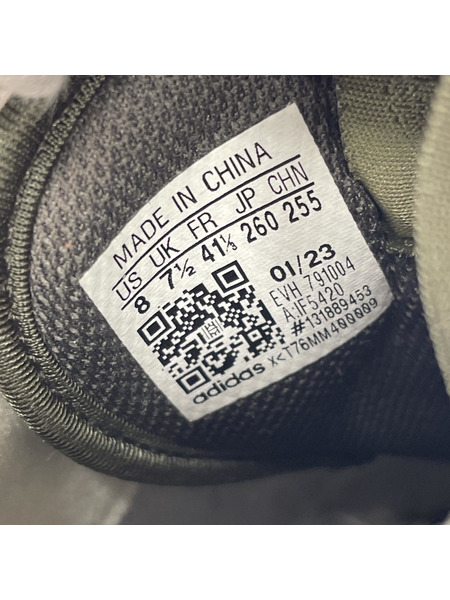 MADE IN CHINA
US UK FR JP CHN
8 7½ 41⅓ 260 255
01/23
EVH 791004
A:IF5420
#131889453
X<T76MM400009
adidas